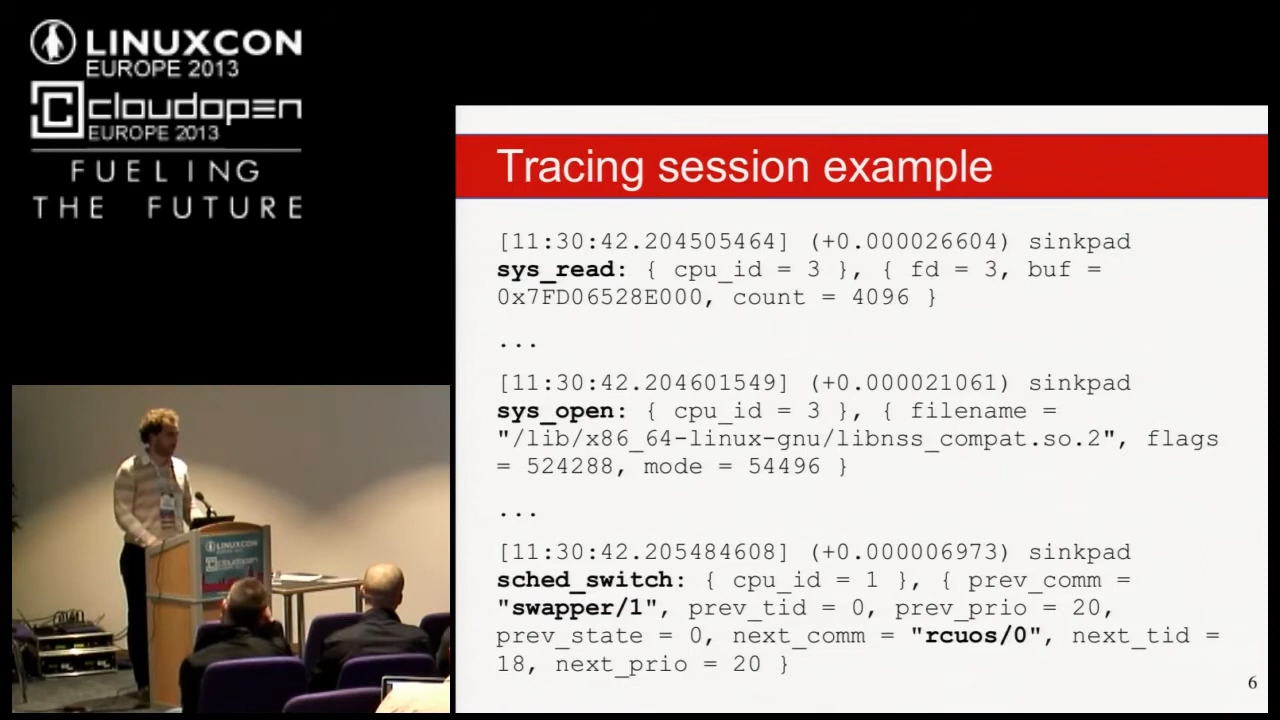 LINUXCON
EUROPE 2013
cloudopen
EUROPE 2013
FUELING
THE FUTURE
Tracing session example
[11:30:42.204505464] (+0.000026604) sinkpad
sys_read: { cpu_id = 3 }, { fd = 3, buf =
0x7FD06528E000, count = 4096 }
...
[11:30:42.204601549] (+0.000021061) sinkpad
sys_open: { cpu_id = 3 }, { filename =
"/lib/x86_64-linux-gnu/libnss_compat.so.2", flags
= 524288, mode = 54496 }
...
[11:30:42.205484608] (+0.000006973) sinkpad
sched_switch: { cpu_id = 1 }, { prev_comm =
"swapper/1", prev_tid = 0, prev_prio = 20,
prev_state = 0, next_comm = "rcuos/0", next_tid =
18, next_prio = 20 }
6
LINUXCON
cloudopen